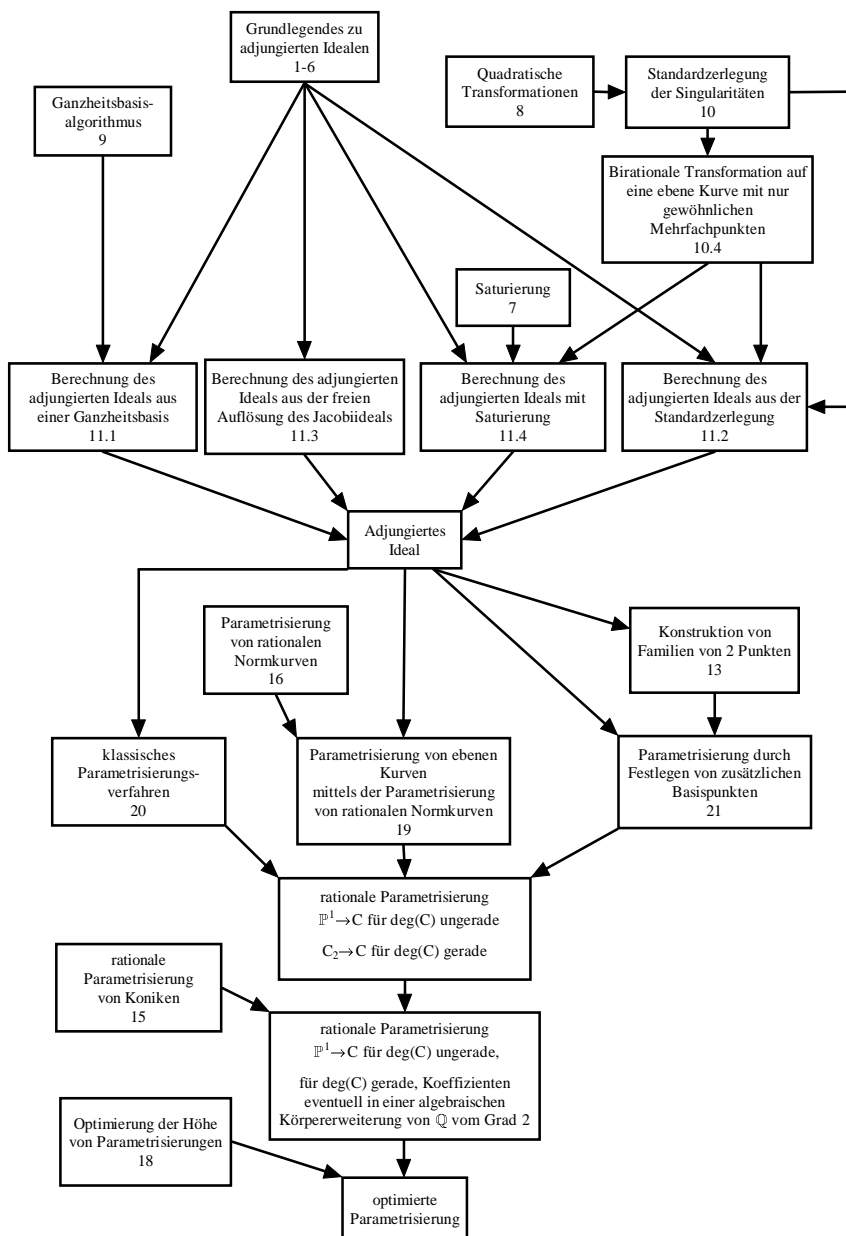 Grundlegendes zu
adjungierten Idealen
1-6
Quadratische
Transformationen
8
Standardzerlegung
der Singularitäten
10
Ganzheitsbasis-
algorithmus
9
Birationale Transformation auf
eine ebene Kurve mit nur
gewöhnlichen
Mehrfachpunkten
10.4
Saturierung
7
Berechnung des
adjungierten Ideals aus
einer Ganzheitsbasis
11.1
Berechnung des adjungierten
Ideals aus der freien
Auflösung des Jacobiideals
11.3
Berechnung des
adjungierten Ideals mit
Saturierung
11.4
Berechnung des
adjungierten Ideals aus der
Standardzerlegung
11.2
Adjungiertes
Ideal
Parametrisierung
von rationalen
Normkurven
16
Konstruktion von
Familien von 2 Punkten
13
klassisches
Parametrisierungs-
verfahren
20
Parametrisierung von ebenen
Kurven
mittels der Parametrisierung
von rationalen Normkurven
19
Parametrisierung durch
Festlegen von zusätzlichen
Basispunkten
21
rationale Parametrisierung
ℙ¹→C für deg(C) ungerade
C₂→C für deg(C) gerade
rationale
Parametrisierung
von Koniken
15
rationale Parametrisierung
ℙ¹→C für deg(C) ungerade,
für deg(C) gerade, Koeffizienten
eventuell in einer algebraischen
Körpererweiterung von ℚ vom Grad 2
Optimierung der Höhe
von Parametrisierungen
18
optimierte
Parametrisierung